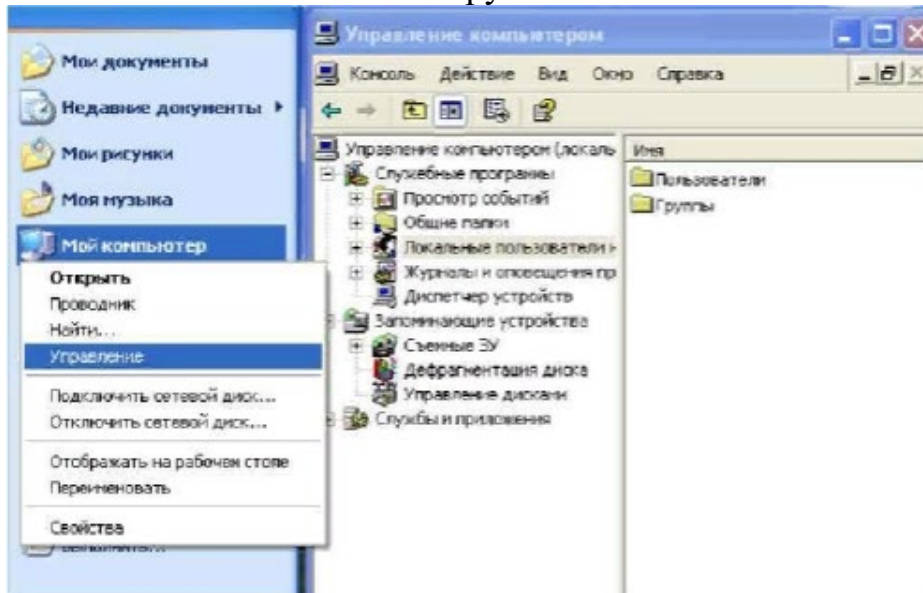 Мои документы
Недавние документы
Мои рисунки
Моя музыка
Мой компьютер
Открыть
Проводник
Найти...
Управление
Подключить сетевой диск...
Отключить сетевой диск...
Отображать на рабочем столе
Переименовать
Свойства
Управление компьютером
Консоль Действие Вид Окно Справка
Управление компьютером (локаль
Служебные программы
Просмотр событий
Общие папки
Локальные пользователи и
Журналы и оповещения пр
Диспетчер устройств
Запоминающие устройства
Съемные ЗУ
Дефрагментация диска
Управление дисками
Службы и приложения
Имя
Пользователи
Группы